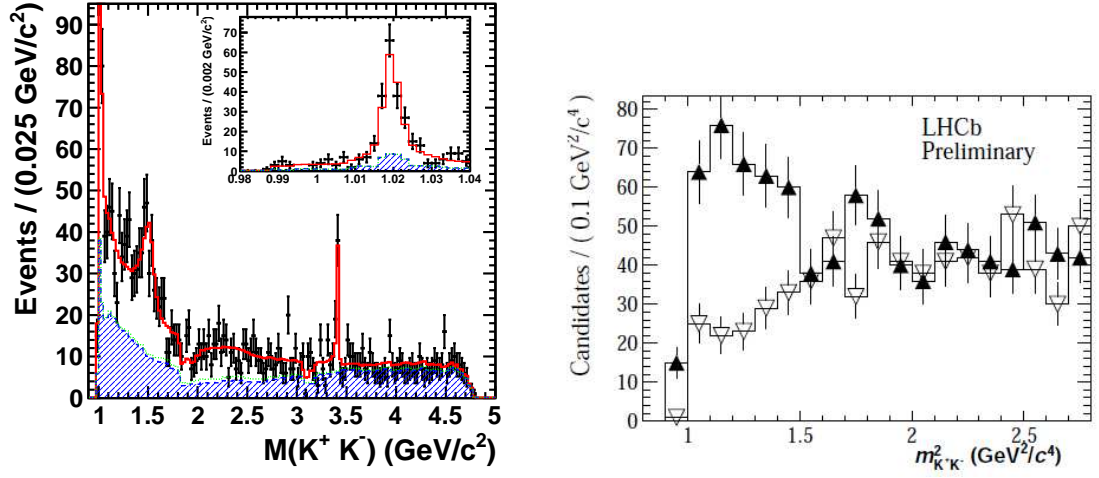 Events / (0.025 GeV/c²)
90
80
70
60
50
40
30
20
10
0
1 1.5 2 2.5 3 3.5 4 4.5 5
M(K⁺ K⁻) (GeV/c²)
Events / (0.002 GeV/c²)
70
60
50
40
30
20
10
0
0.98 0.99 1 1.01 1.02 1.03 1.04
Candidates / ( 0.1 GeV²/c⁴ )
80
70
60
50
40
30
20
10
0
1 1.5 2 2.5
m²K⁺K⁻ (GeV²/c⁴)
LHCb
Preliminary